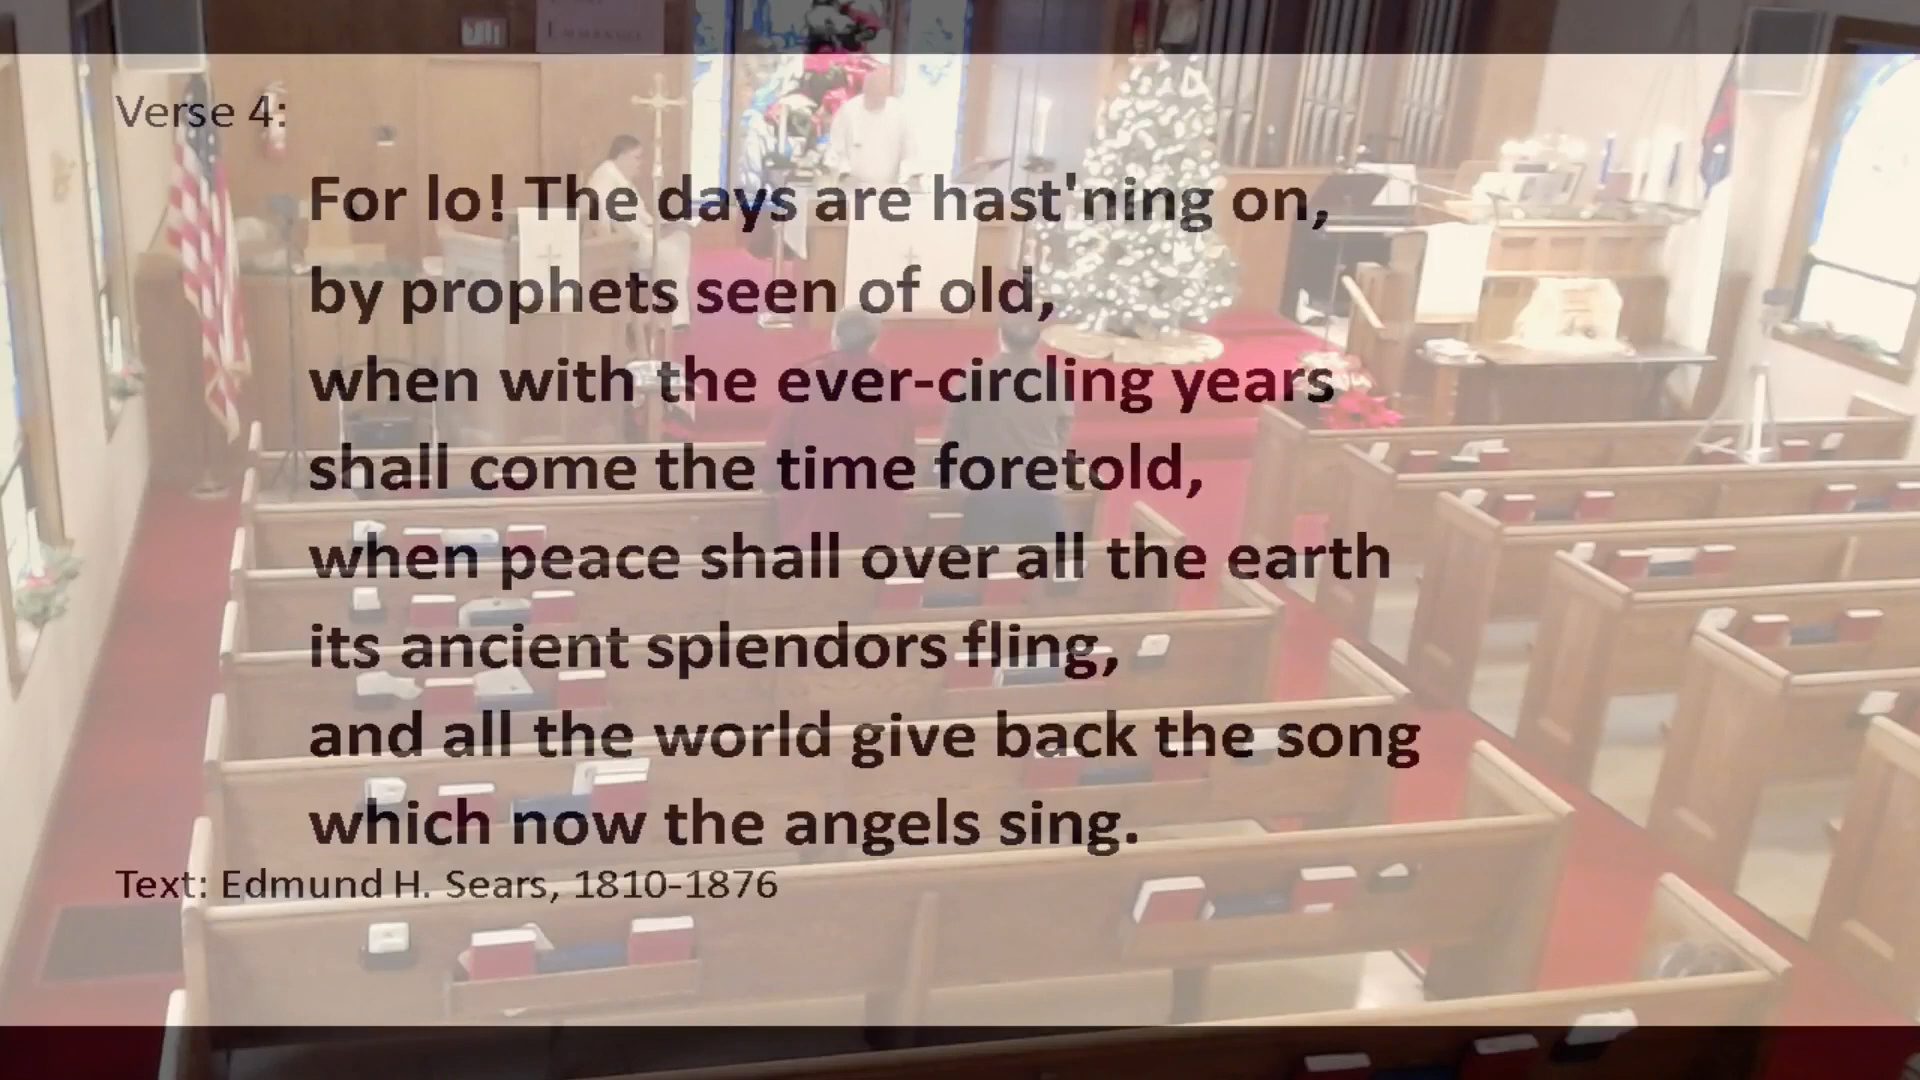 IMMANUEL
Verse 4:
For lo! The days are hast'ning on,
by prophets seen of old,
when with the ever-circling years
shall come the time foretold,
when peace shall over all the earth
its ancient splendors fling,
and all the world give back the song
which now the angels sing.
Text: Edmund H. Sears, 1810-1876